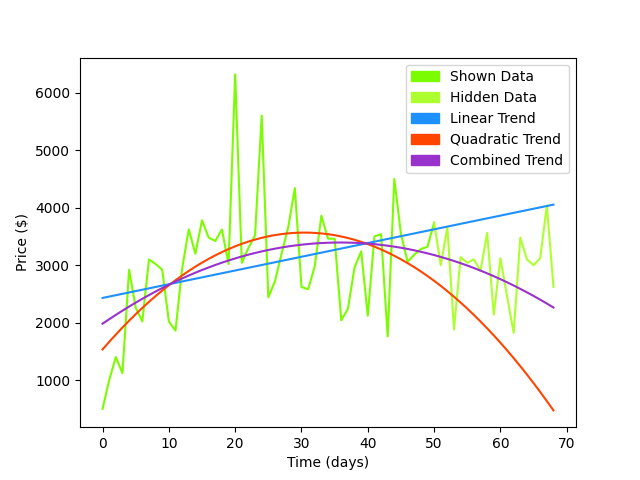 Shown Data
Hidden Data
Linear Trend
Quadratic Trend
Combined Trend
6000
5000
4000
3000
2000
1000
Price ($)
0 10 20 30 40 50 60 70
Time (days)